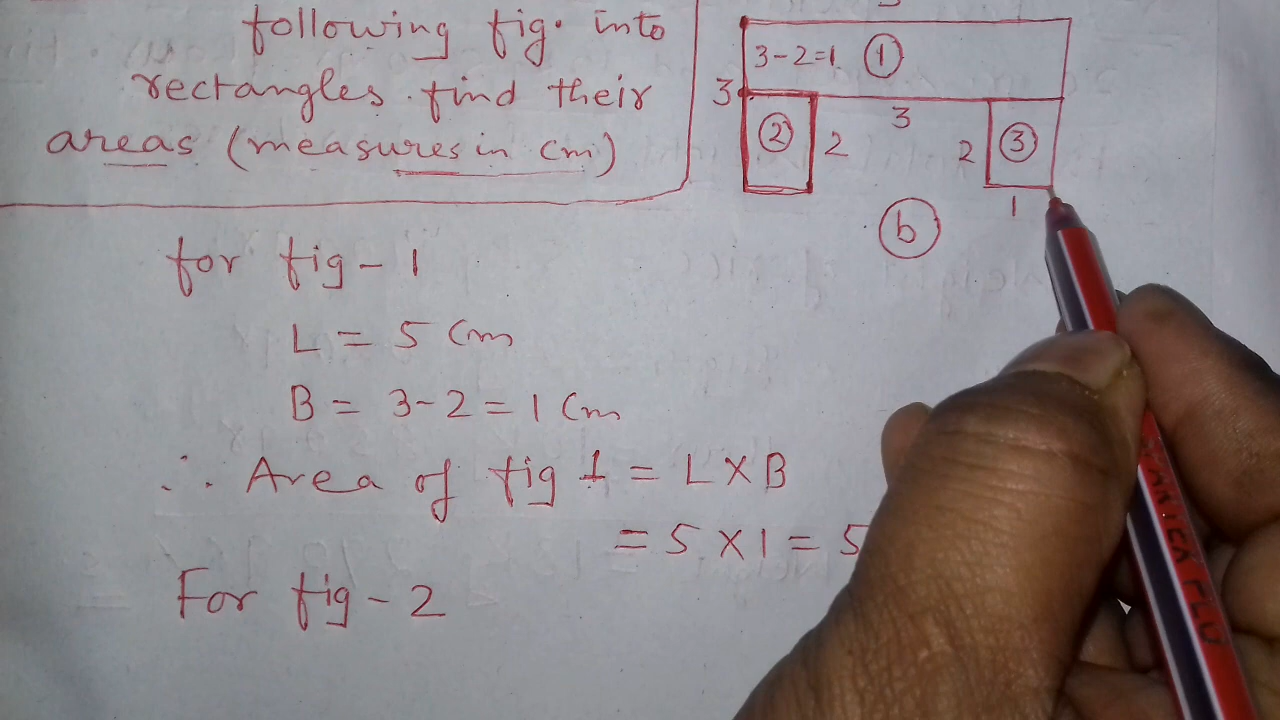 following fig. into
rectangles. find their
areas (measures in cm)
3-2=1. 1
3
2 2 3 2 3
1
b
for fig-1
L = 5 Cm
B = 3-2 = 1 Cm
∴ Area of fig 1 = L X B
= 5 X 1 = 5
For fig-2